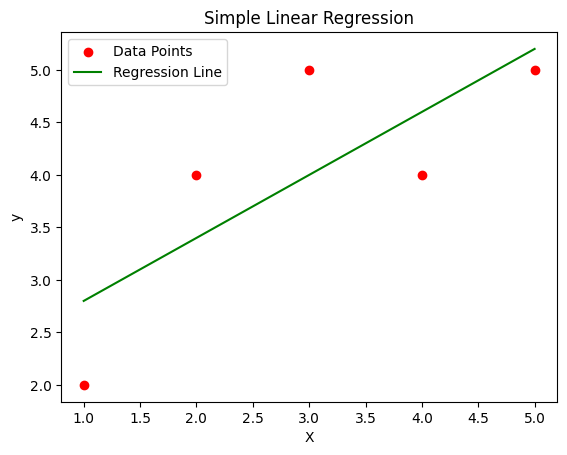 Simple Linear Regression
Data Points
Regression Line
5.0
4.5
4.0
3.5
3.0
2.5
2.0
y
1.0 1.5 2.0 2.5 3.0 3.5 4.0 4.5 5.0
X